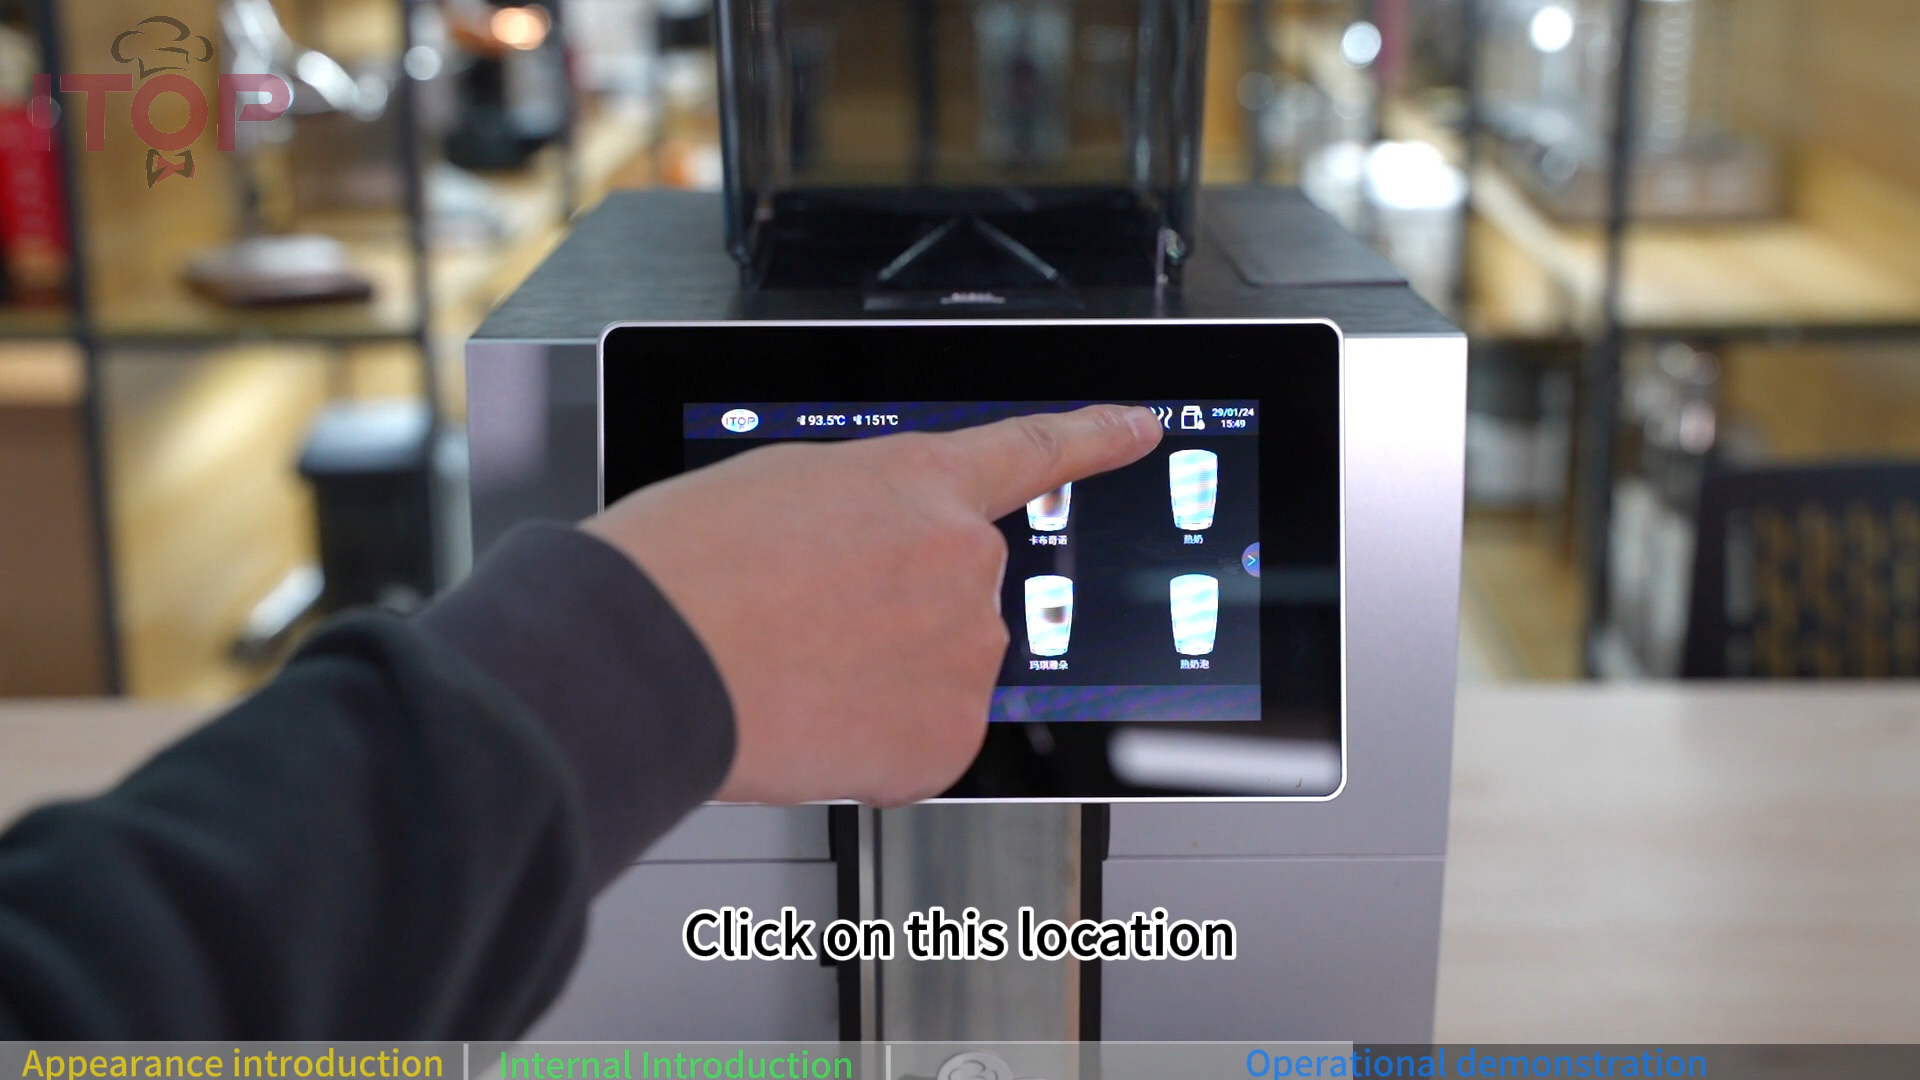 ITOP
ITOP 93.5℃ 151℃ 29/01/24
15:49
卡布奇诺 热奶
玛琪雅朵 热奶泡
Click on this location
Appearance introduction Internal Introduction Operational demonstration